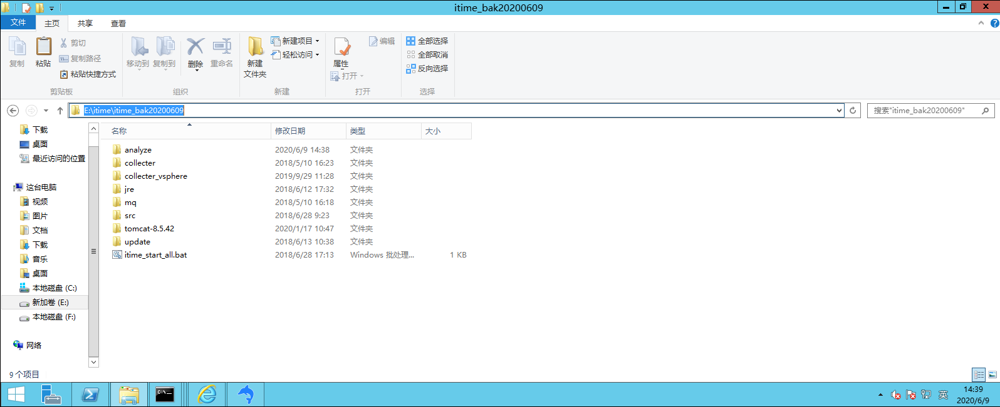 itime_bak20200609
文件 主页 共享 查看
复制
粘贴
剪切
复制路径
粘贴快捷方式
剪贴板
移动到
复制到
删除
重命名
组织
新建
文件夹
新建项目
轻松访问
新建
属性
打开
编辑
打开
全部选择
全部取消
反向选择
选择
E:\itime\itime_bak20200609
搜索"itime_bak20200609"
下载
桌面
最近访问的位置
这台电脑
视频
图片
文档
下载
音乐
桌面
本地磁盘 (C:)
新加卷 (E:)
本地磁盘 (F:)
网络
名称 修改日期 类型 大小
analyze 2020/6/9 14:38 文件夹
collecter 2018/5/10 16:23 文件夹
collecter_vsphere 2019/9/29 11:28 文件夹
jre 2018/6/12 17:32 文件夹
mq 2018/5/10 16:18 文件夹
src 2018/6/28 9:23 文件夹
tomcat-8.5.42 2020/1/17 10:47 文件夹
update 2018/6/13 10:38 文件夹
itime_start_all.bat 2018/6/28 17:13 Windows 批处理... 1 KB
9 个项目
C:\
英
14:39
2020/6/9